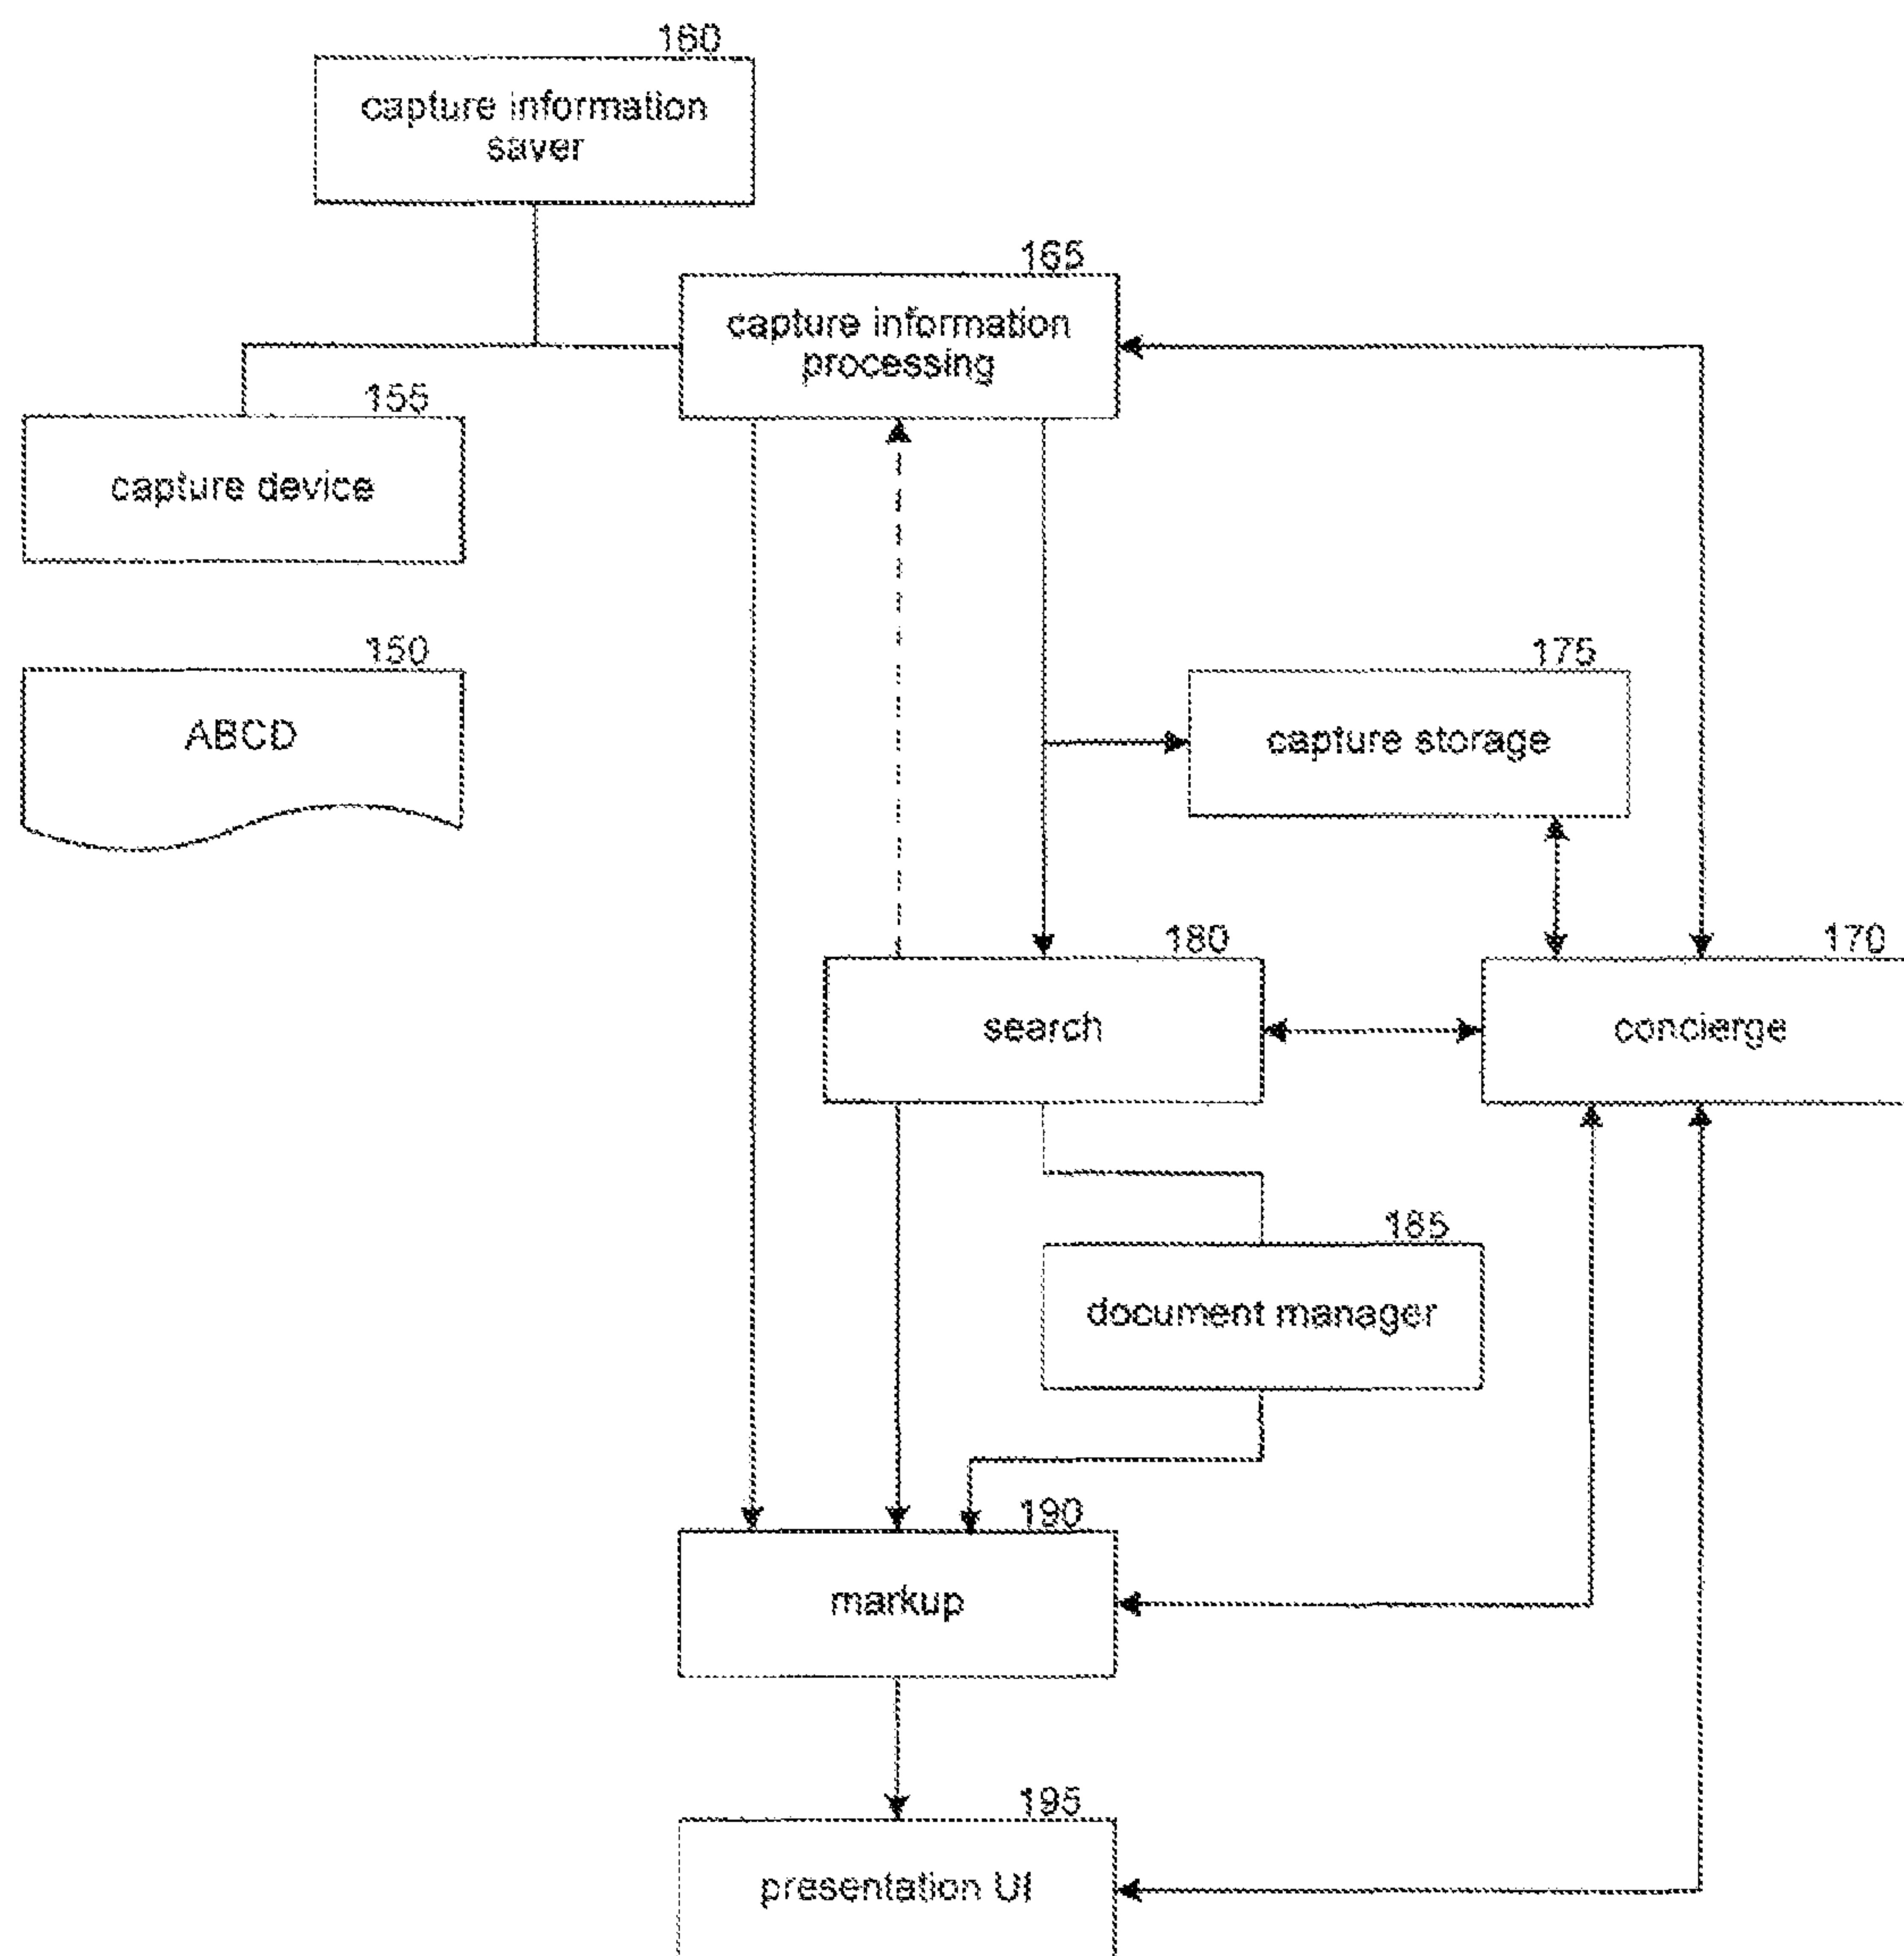 160
capture information
saver
165
capture information
processing
155
capture device
150
ABCD
175
capture storage
180
search
170
concierge
185
document manager
190
markup
195
presentation UI